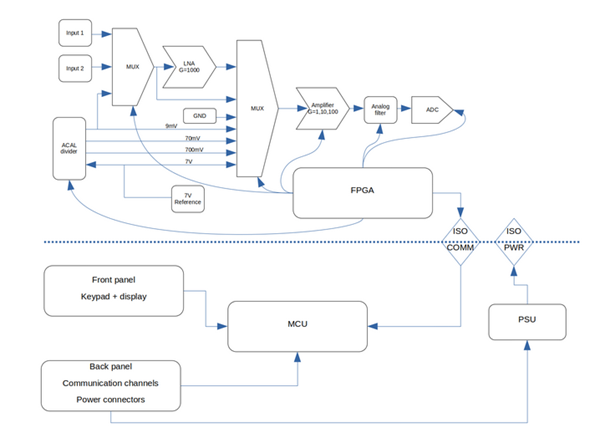 Input 1
Input 2
MUX
LNA
G=1000
GND
MUX
Amplifier
G=1,10,100
Analog
filter
ADC
ACAL
divider
9mV
70mV
700mV
7V
7V
Reference
FPGA
ISO
COMM
ISO
PWR
Front panel
Keypad + display
MCU
PSU
Back panel
Communication channels
Power connectors